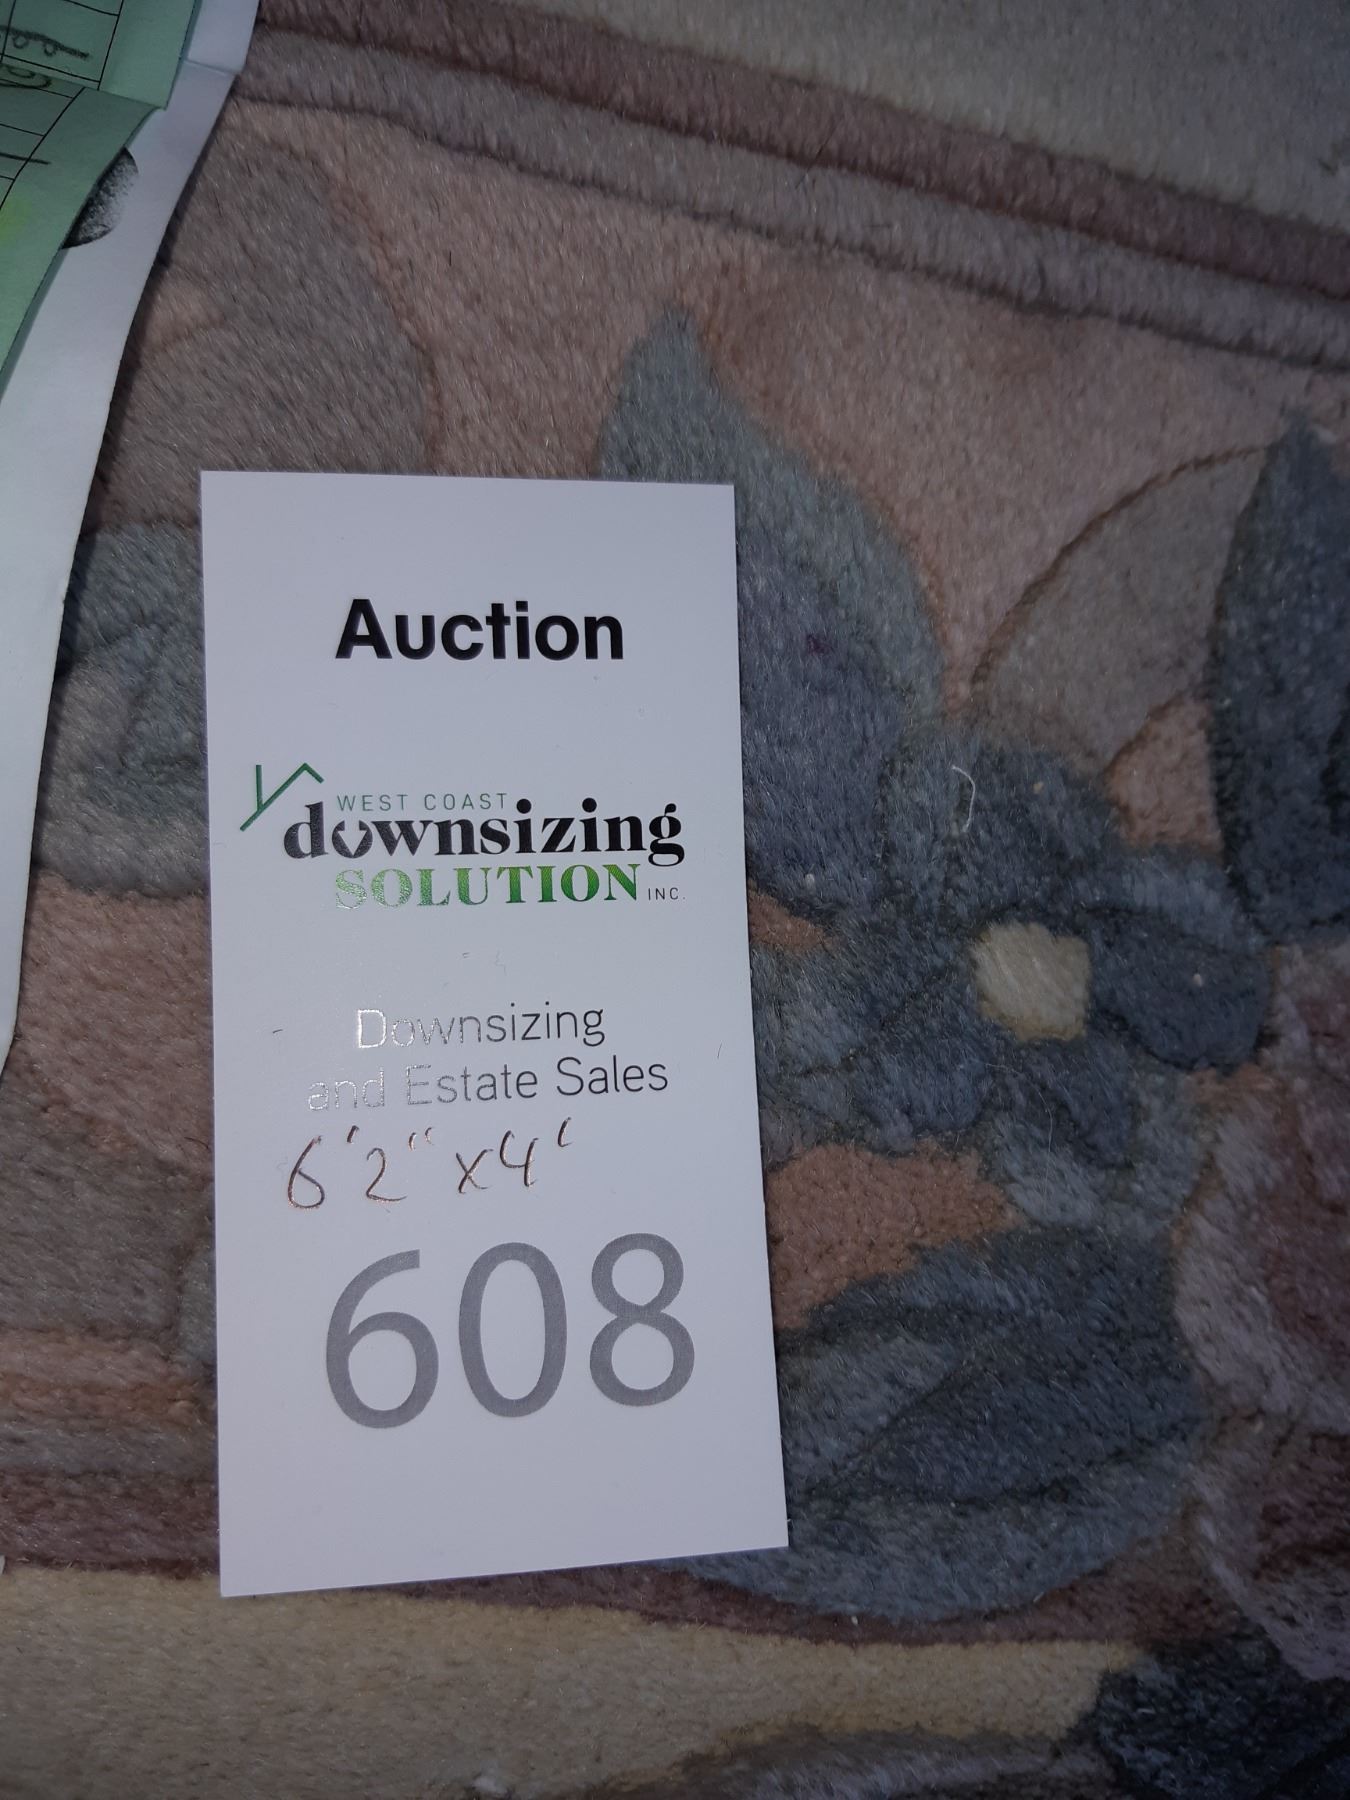 Auction
WEST COAST
downsizing
SOLUTION INC.
Downsizing
and Estate Sales
6'2" x4'
608